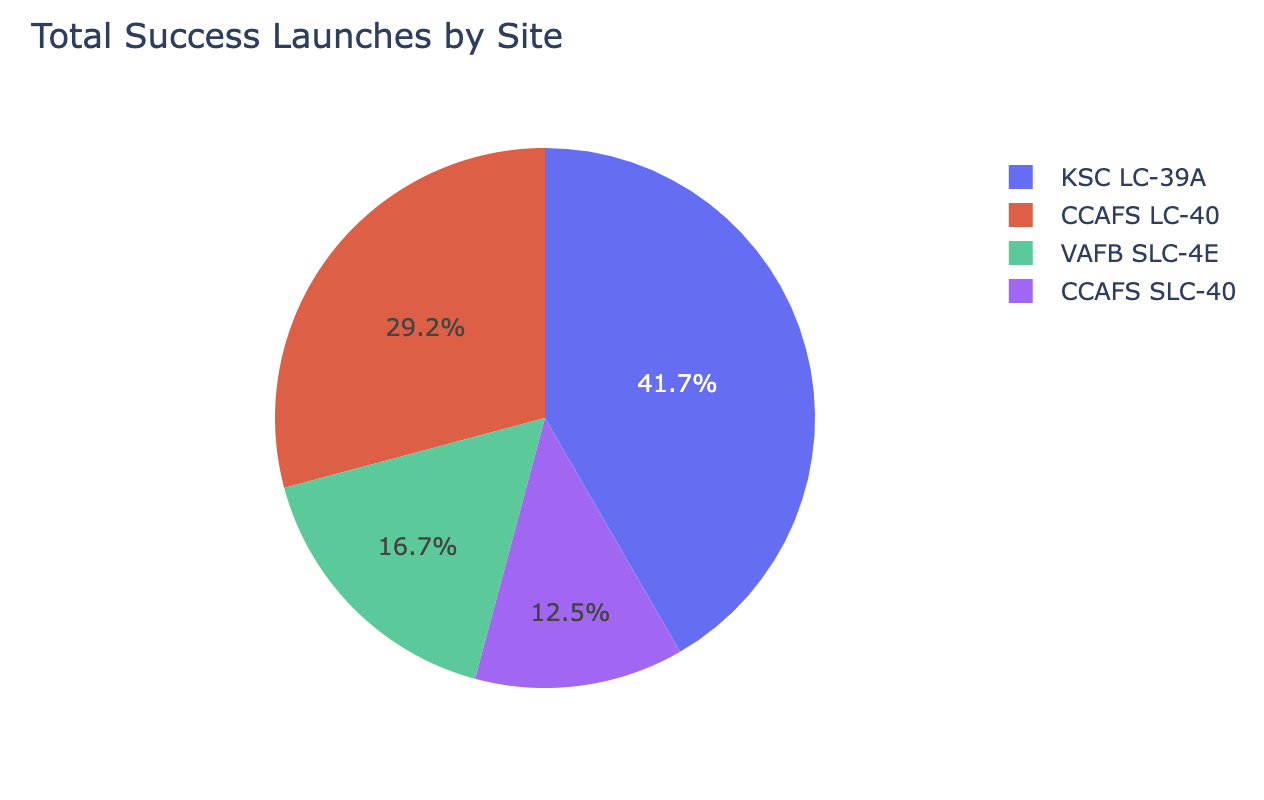 Total Success Launches by Site
KSC LC-39A
CCAFS LC-40
VAFB SLC-4E
CCAFS SLC-40
29.2%
41.7%
16.7%
12.5%